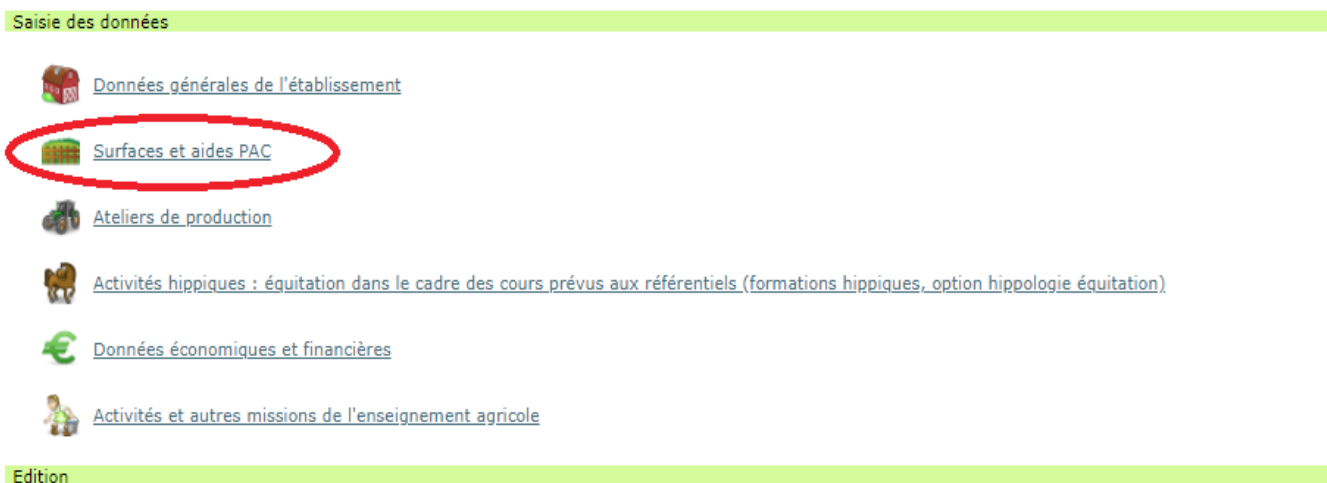 Saisie des données
Données générales de l'établissement
Surfaces et aides PAC
Ateliers de production
Activités hippiques : équitation dans le cadre des cours prévus aux référentiels (formations hippiques, option hippologie équitation)
Données économiques et financières
Activités et autres missions de l'enseignement agricole
Edition